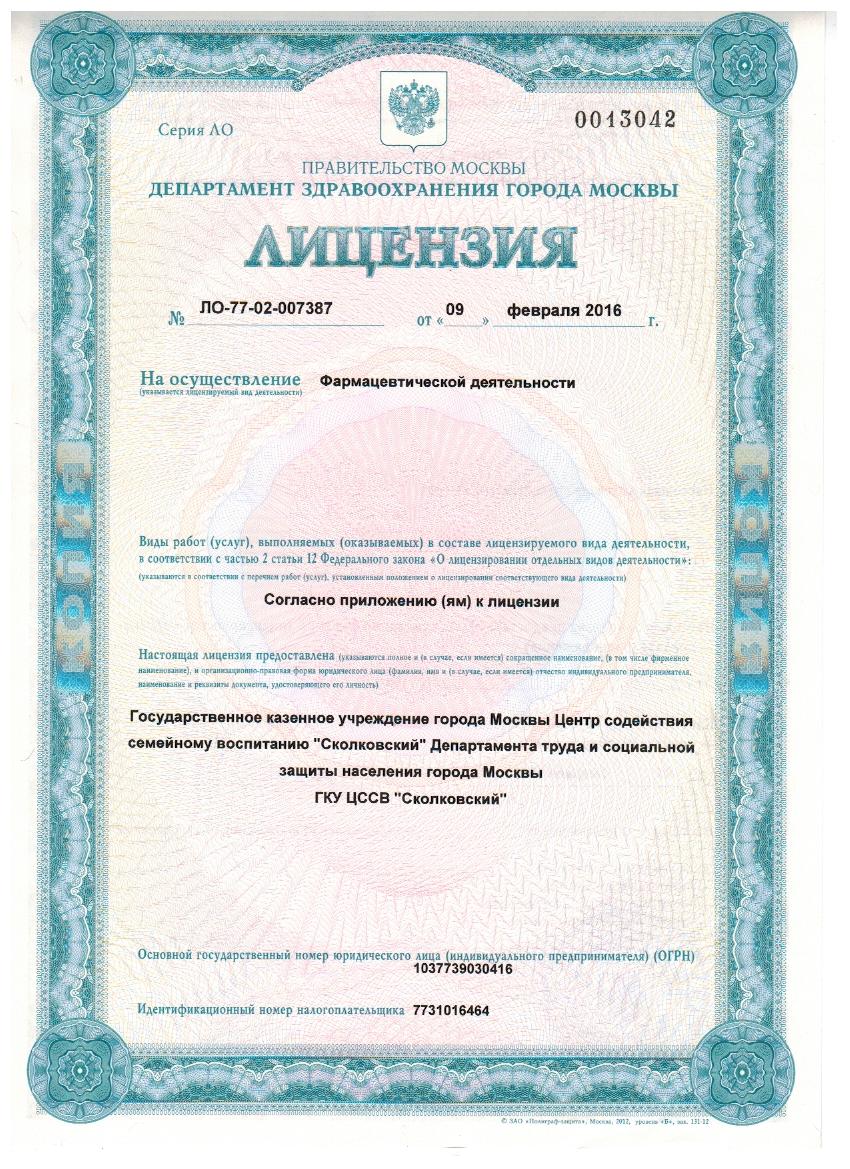 Серия ЛО
0013042
ПРАВИТЕЛЬСТВО МОСКВЫ
ДЕПАРТАМЕНТ ЗДРАВООХРАНЕНИЯ ГОРОДА МОСКВЫ
ЛИЦЕНЗИЯ
№ ЛО-77-02-007387 от «09» февраля 2016 г.
На осуществление Фармацевтической деятельности
(указывается лицензируемый вид деятельности)
Виды работ (услуг), выполняемых (оказываемых) в составе лицензируемого вида деятельности,
в соответствии с частью 2 статьи 12 Федерального закона «О лицензировании отдельных видов деятельности»:
(указываются в соответствии с перечнем работ (услуг), установленным положением о лицензировании соответствующего вида деятельности)
Согласно приложению (ям) к лицензии
КОПИЯ
КОПИЯ
Настоящая лицензия предоставлена (указываются полное и (в случае, если имеется) сокращенное наименование, (в том числе фирменное
наименование), и организационно-правовая форма юридического лица (фамилия, имя и (в случае, если имеется) отчество индивидуального предпринимателя,
наименование и реквизиты документа, удостоверяющего его личность)
Государственное казенное учреждение города Москвы Центр содействия
семейному воспитанию "Сколковский" Департамента труда и социальной
защиты населения города Москвы
ГКУ ЦССВ "Сколковский"
Основной государственный номер юридического лица (индивидуального предпринимателя) (ОГРН)
1037739030416
Идентификационный номер налогоплательщика 7731016464
© ЗАО «Полиграф-защита», Москва, 2012, уровень «Б», зак. 131-12